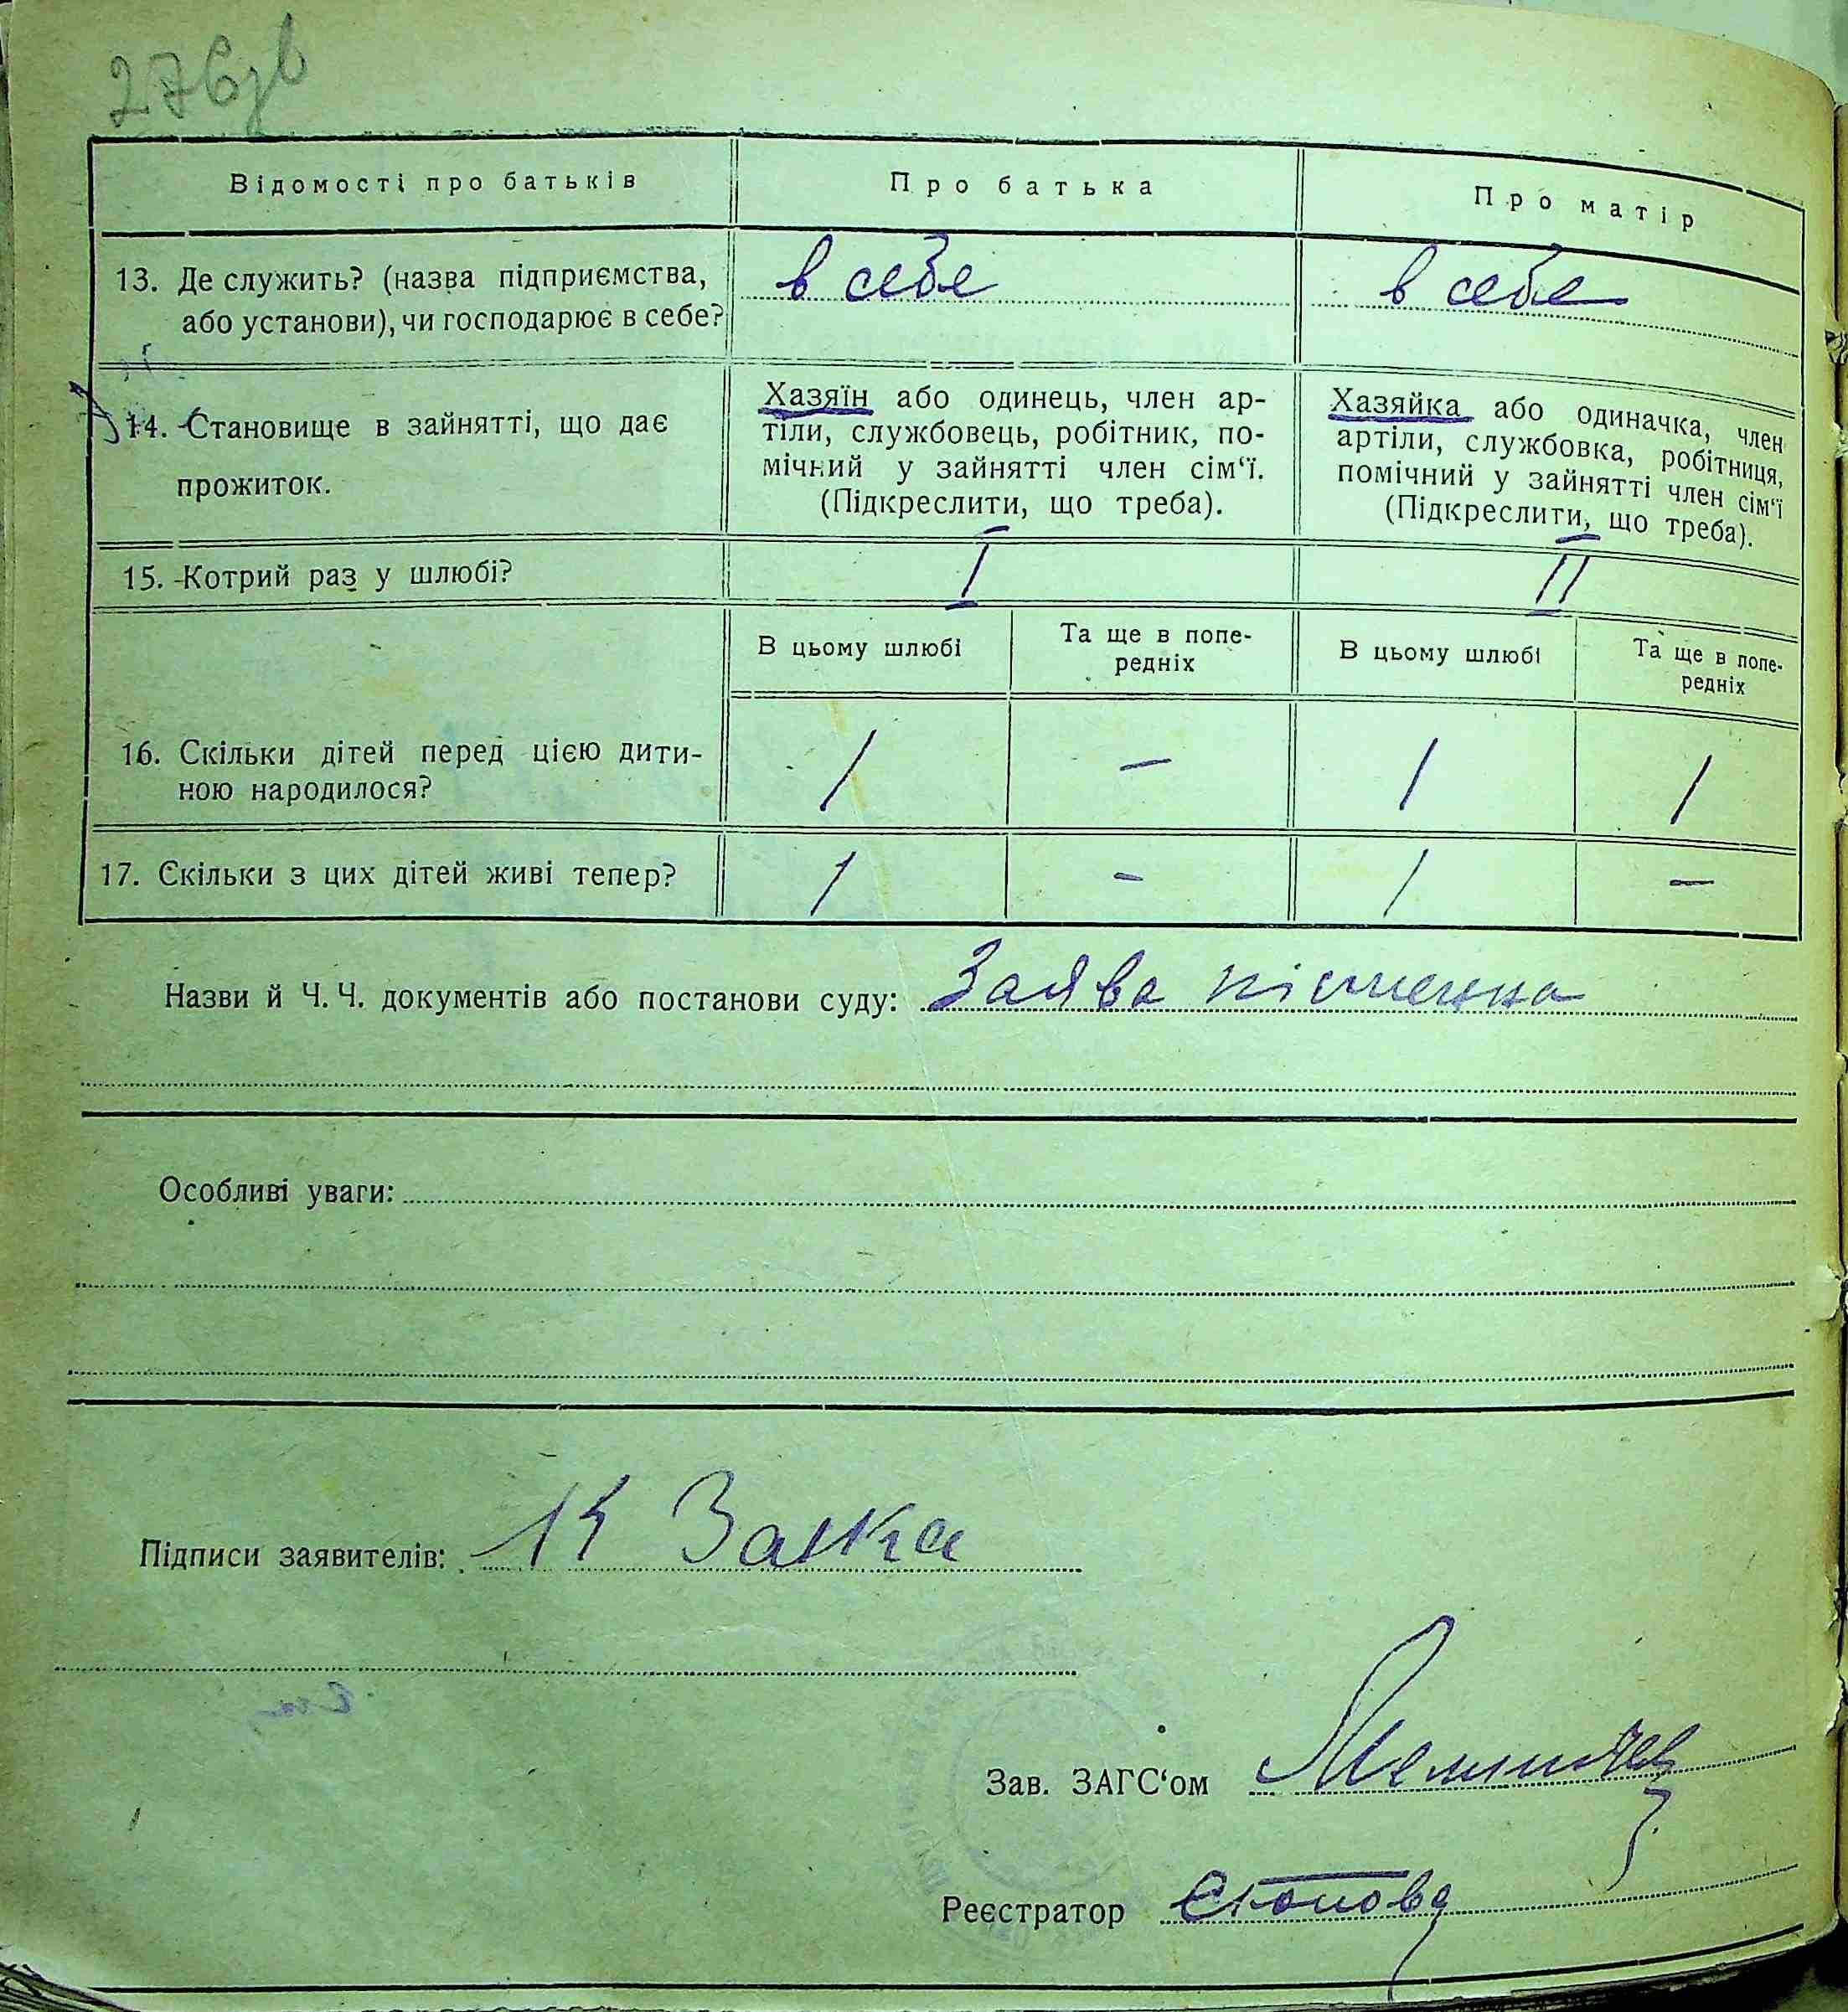 276зв
Відомості про батьків
Про батька
Про матір
13. Де служить? (назва підприємства,
або установи), чи господарює в себе?
в себе
в себе
14. Становище в зайнятті, що дає
прожиток.
Хазяїн або одинець, член ар-
тіли, службовець, робітник, по-
мічний у зайнятті член сім‘ї.
(Підкреслити, що треба).
Хазяйка або одиначка, член
артіли, службовка, робітниця,
помічний у зайнятті член сім‘ї
(Підкреслити, що треба).
15. Котрий раз у шлюбі?
I
II
В цьому шлюбі
Та ще в попе-
редніх
В цьому шлюбі
Та ще в попе-
редніх
16. Скільки дітей перед цією дити-
ною народилося?
1
—
1
1
17. Скільки з цих дітей живі тепер?
1
—
1
—
Назви й Ч. Ч. документів або постанови суду: Заява písменна
Особливі уваги:
Підписи заявителів: К Заїка
Зав. ЗАГС‘ом
Реєстратор